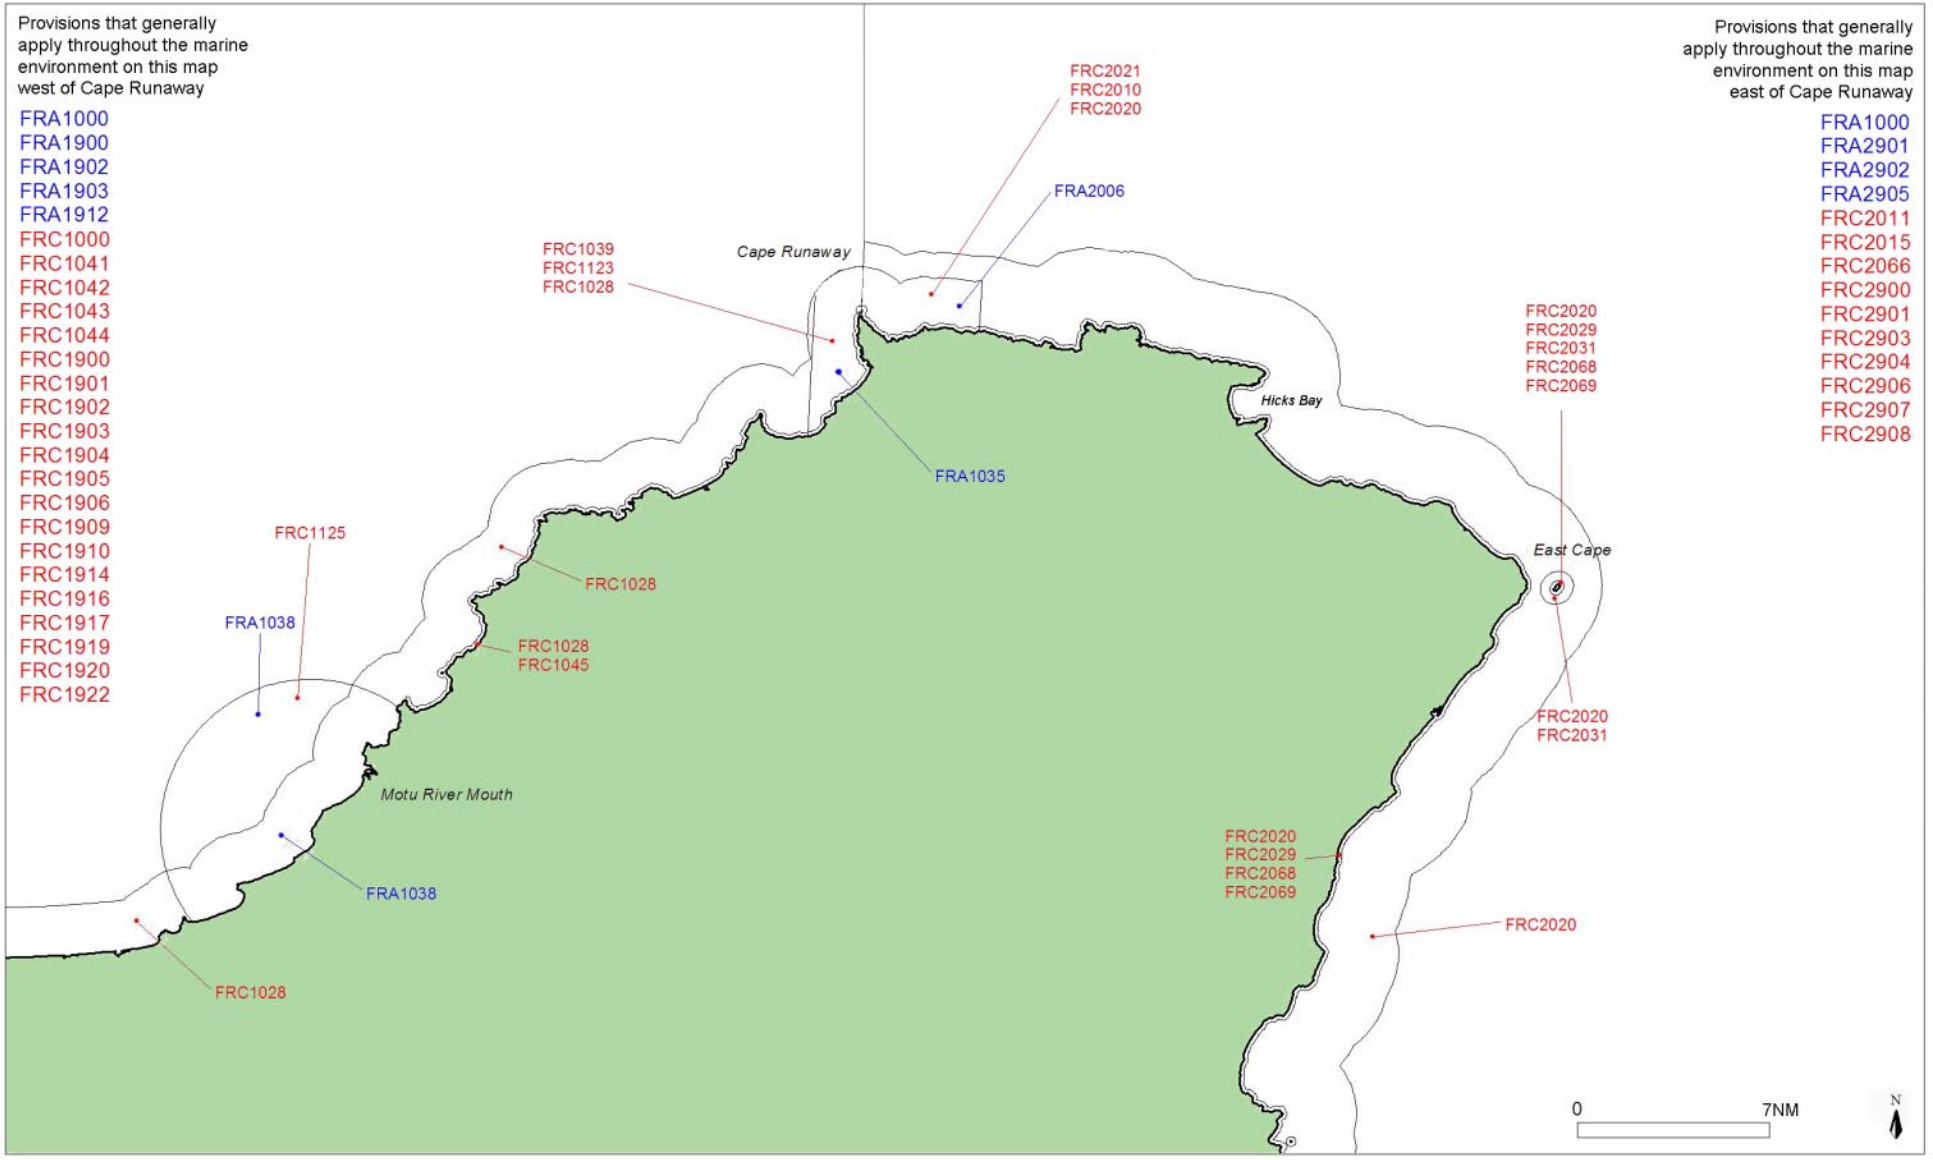 Provisions that generally
apply throughout the marine
environment on this map
west of Cape Runaway
FRA1000
FRA1900
FRA1902
FRA1903
FRA1912
FRC1000
FRC1041
FRC1042
FRC1043
FRC1044
FRC1900
FRC1901
FRC1902
FRC1903
FRC1904
FRC1905
FRC1906
FRC1909
FRC1910
FRC1914
FRC1916
FRC1917
FRC1919
FRC1920
FRC1922
Provisions that generally
apply throughout the marine
environment on this map
east of Cape Runaway
FRA1000
FRA2901
FRA2902
FRA2905
FRC2011
FRC2015
FRC2066
FRC2900
FRC2901
FRC2903
FRC2904
FRC2906
FRC2907
FRC2908
FRC2021
FRC2010
FRC2020
FRA2006
Cape Runaway
FRC1039
FRC1123
FRC1028
FRC2020
FRC2029
FRC2031
FRC2068
FRC2069
Hicks Bay
FRA1035
FRC1125
East Cape
FRC1028
FRA1038
FRC1028
FRC1045
FRC2020
FRC2031
Motu River Mouth
FRC2020
FRC2029
FRC2068
FRC2069
FRA1038
FRC2020
FRC1028
0 7NM
N